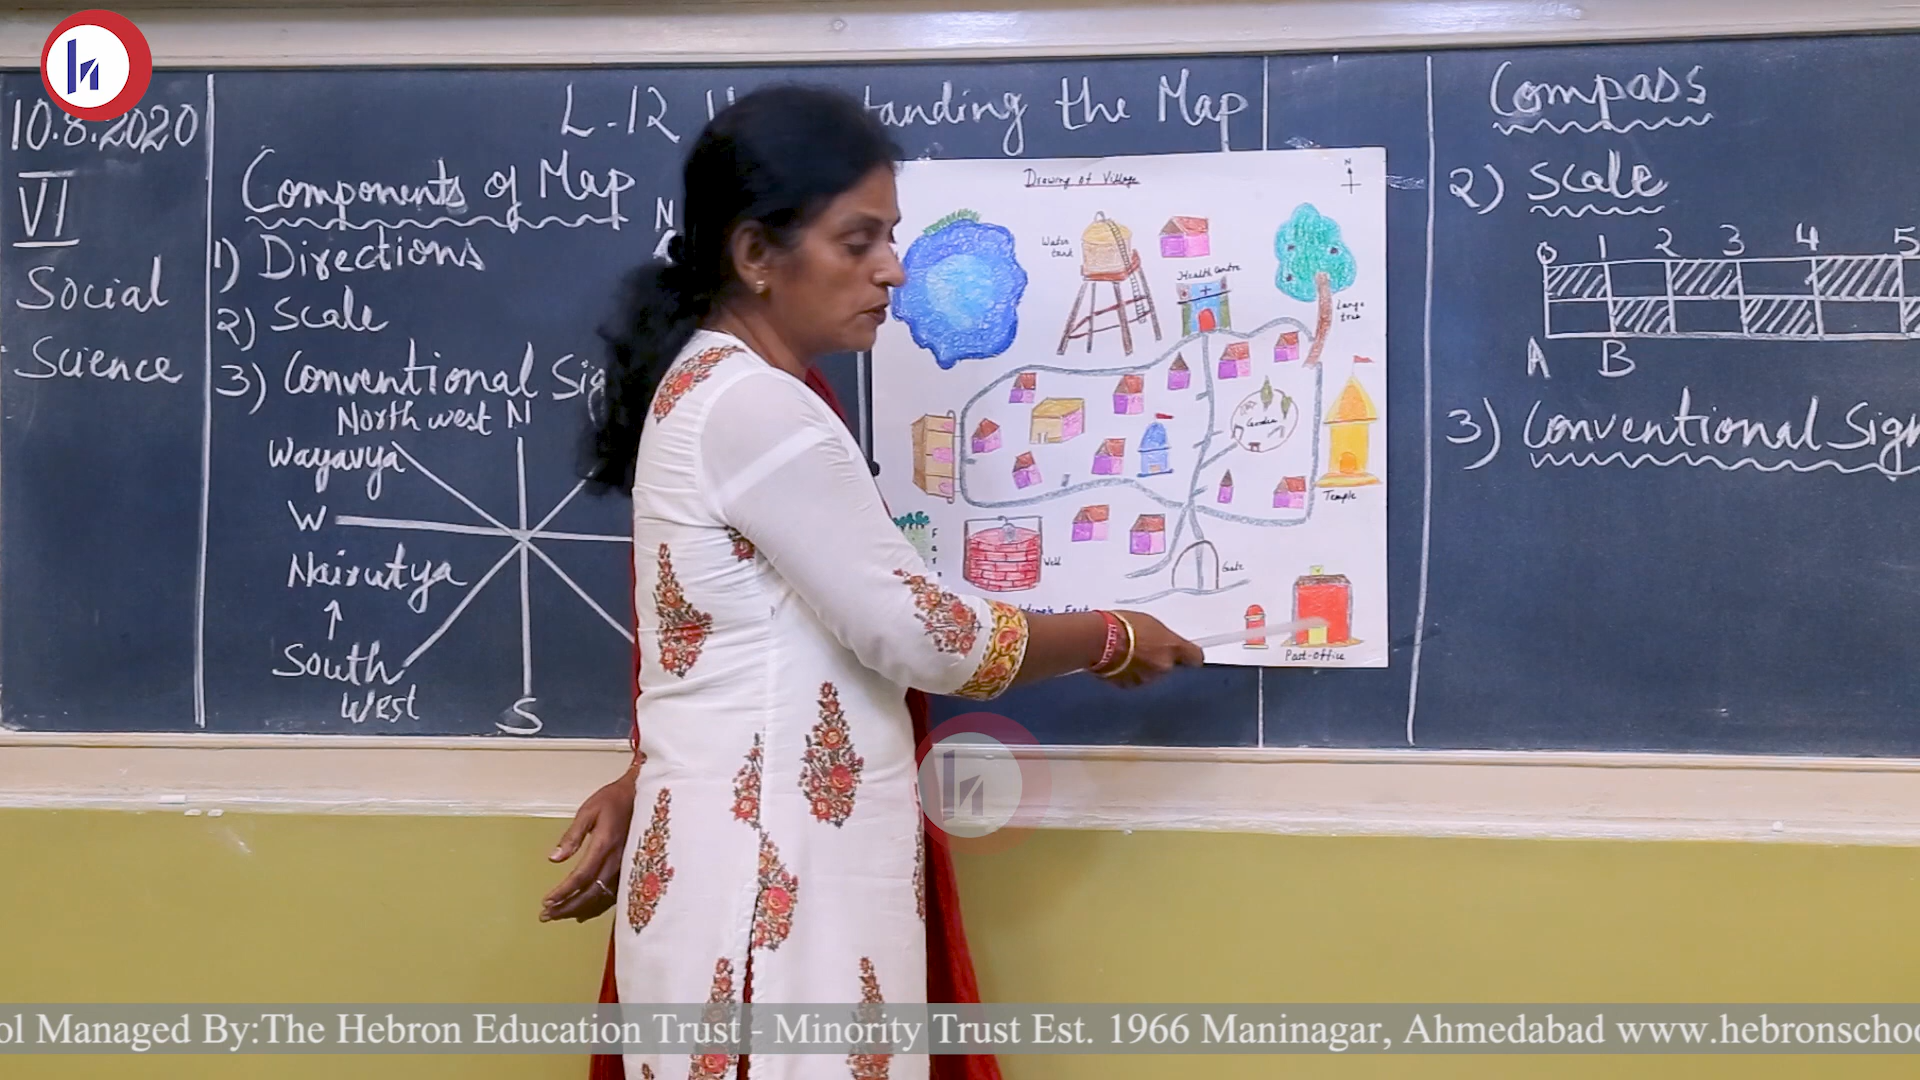 10.8.2020
VI
Social
Science
L-12 U standing the Map
Components of Map
1) Directions
2) Scale
3) Conventional Sig
N
North west N
Wayavya
W
Nairutya
South
West
S
Drawing of Village
N
Water
tank
Health Centre
Large
tree
Garden
Temple
Well
Gate
Farm
East
Post-Office
Compass
2) Scale
0 1 2 3 4 5
A B
3) Conventional Sign
ol Managed By:The Hebron Education Trust - Minority Trust Est. 1966 Maninagar, Ahmedabad www.hebronschoo